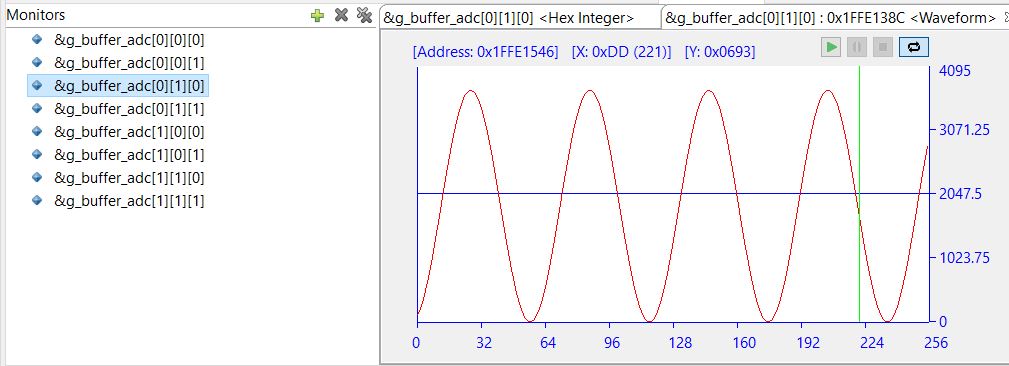 Monitors
&g_buffer_adc[0][0][0]
&g_buffer_adc[0][0][1]
&g_buffer_adc[0][1][0]
&g_buffer_adc[0][1][1]
&g_buffer_adc[1][0][0]
&g_buffer_adc[1][0][1]
&g_buffer_adc[1][1][0]
&g_buffer_adc[1][1][1]
&g_buffer_adc[0][1][0] <Hex Integer>
&g_buffer_adc[0][1][0] : 0x1FFE138C <Waveform>
[Address: 0x1FFE1546] [X: 0xDD (221)] [Y: 0x0693]
4095
3071.25
2047.5
1023.75
0
0 32 64 96 128 160 192 224 256